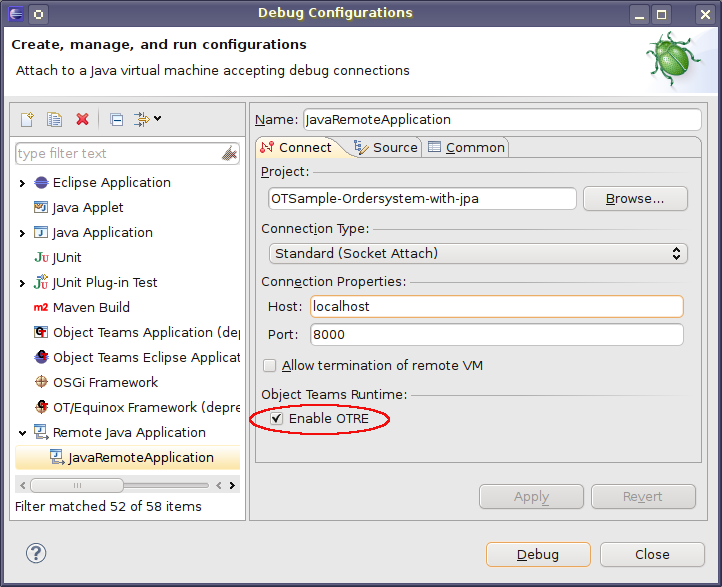 Debug Configurations
Create, manage, and run configurations
Attach to a Java virtual machine accepting debug connections
type filter text
Eclipse Application
Java Applet
Java Application
Ju JUnit
JUnit Plug-in Test
m2 Maven Build
Object Teams Application (dep
Object Teams Eclipse Applicat
OSGi Framework
OT/Equinox Framework (depre
Remote Java Application
JavaRemoteApplication
Filter matched 52 of 58 items
Name: JavaRemoteApplication
Connect Source Common
Project:
OTSample-Ordersystem-with-jpa Browse...
Connection Type:
Standard (Socket Attach)
Connection Properties:
Host: localhost
Port: 8000
Allow termination of remote VM
Object Teams Runtime:
Enable OTRE
Apply Revert
? Debug Close